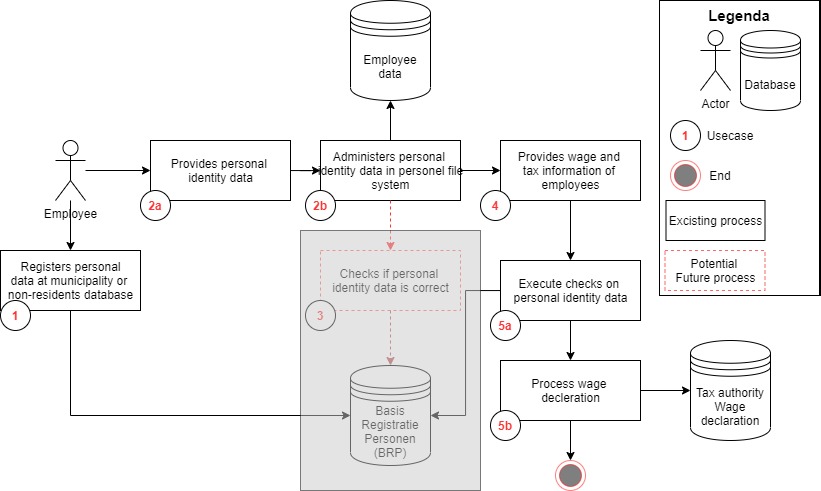 Legenda
Actor
Database
1
Usecase
End
Excisting process
Potential
Future process
Employee
data
Employee
Provides personal
identity data
2a
Administers personal
identity data in personel file
system
2b
Provides wage and
tax information of
employees
4
Registers personal
data at municipality or
non-residents database
1
Checks if personal
identity data is correct
3
Execute checks on
personal identity data
5a
Basis
Registratie
Personen
(BRP)
Process wage
decleration
5b
Tax authority
Wage
declaration